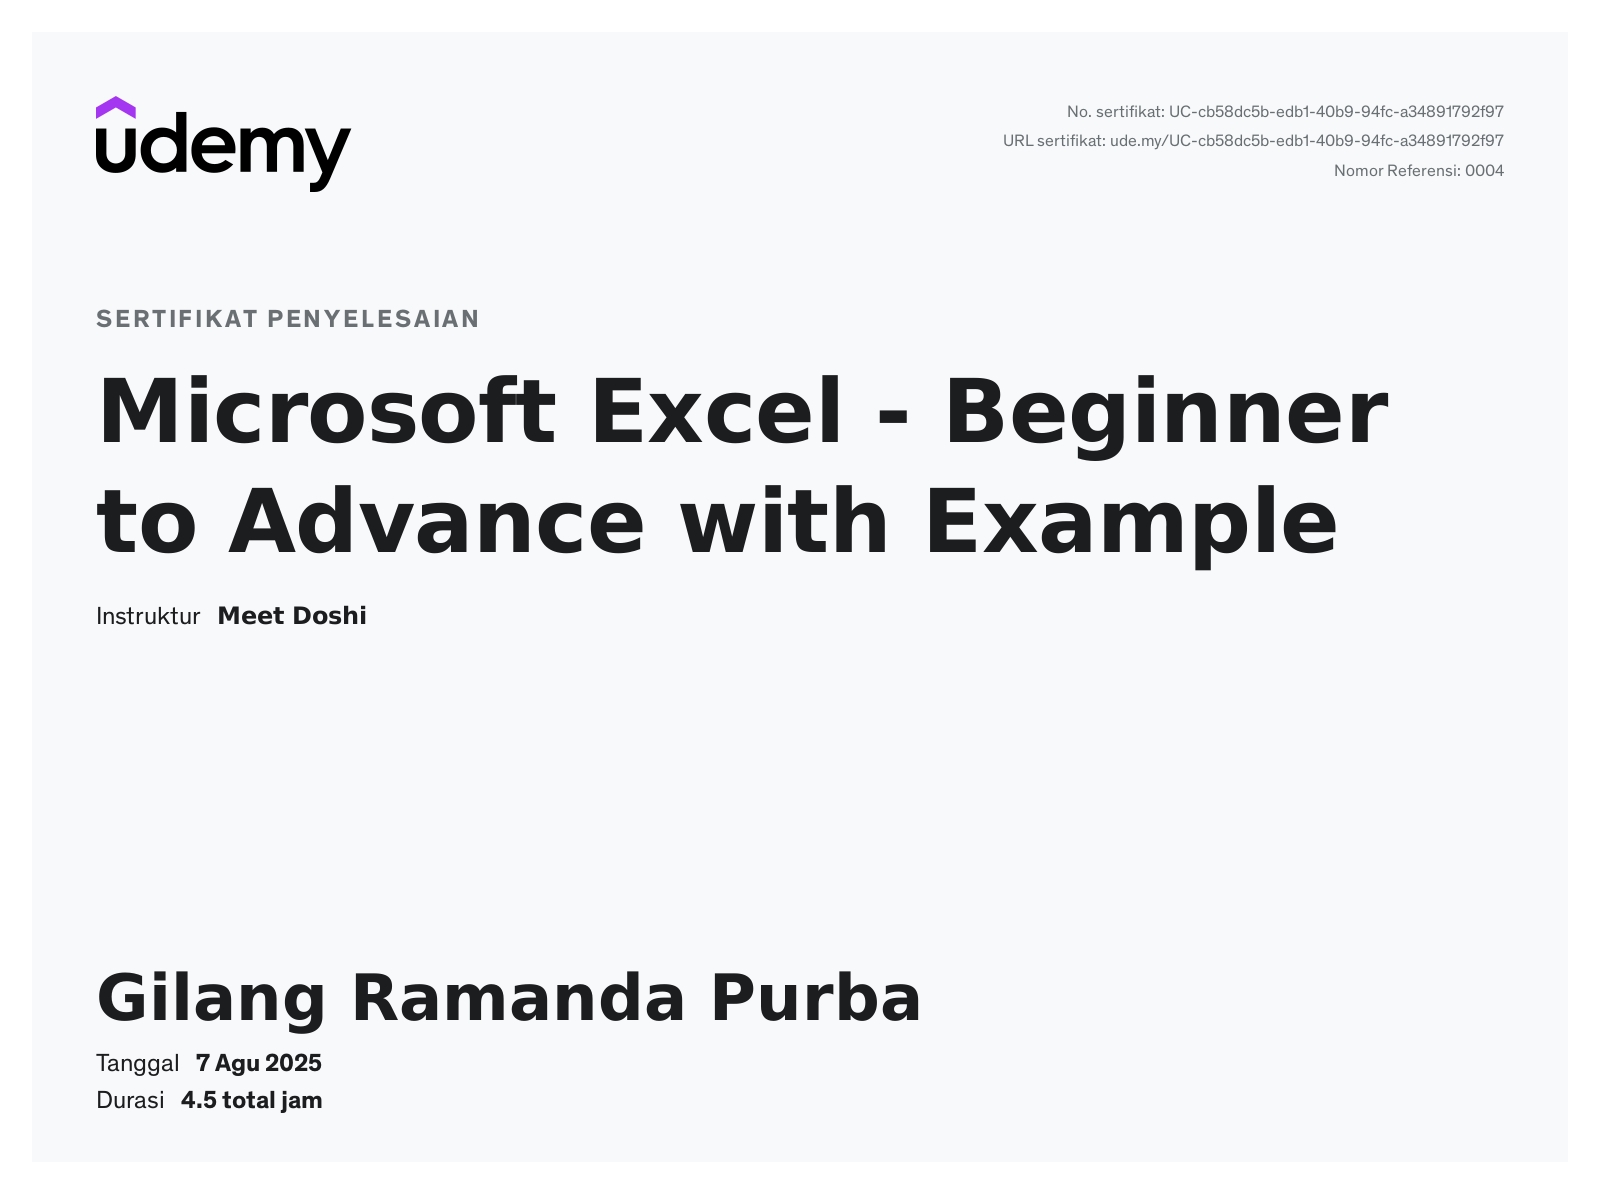 udemy
No. sertifikat: UC-cb58dc5b-edb1-40b9-94fc-a34891792f97
URL sertifikat: ude.my/UC-cb58dc5b-edb1-40b9-94fc-a34891792f97
Nomor Referensi: 0004
SERTIFIKAT PENYELESAIAN
Microsoft Excel - Beginner
to Advance with Example
Instruktur Meet Doshi
Gilang Ramanda Purba
Tanggal 7 Agu 2025
Durasi 4.5 total jam